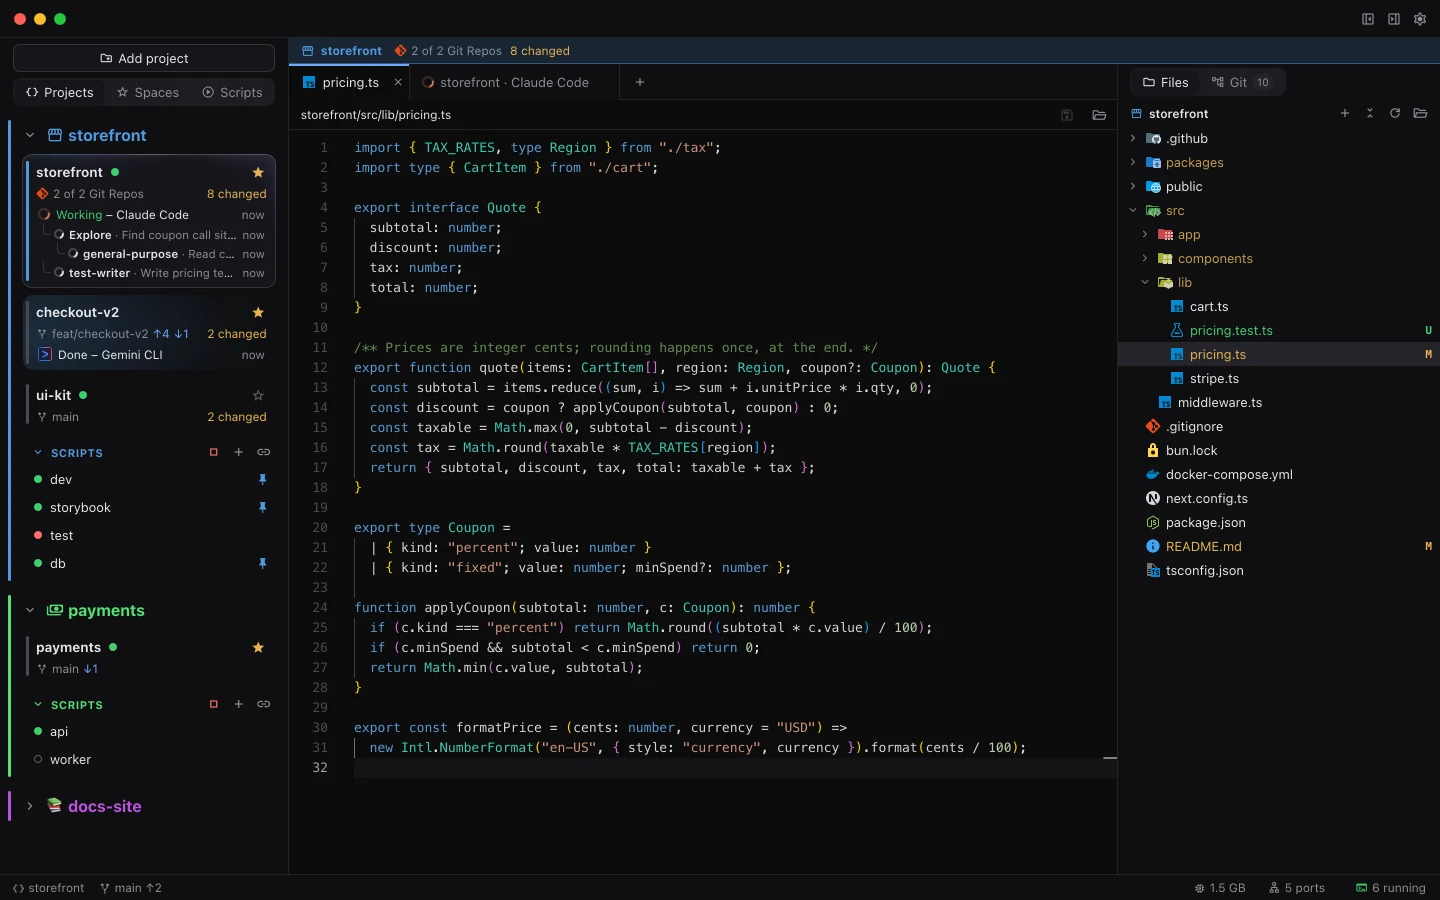 Add project
Projects
Spaces
Scripts
storefront
storefront
2 of 2 Git Repos
8 changed
Working – Claude Code
now
Explore · Find coupon call sit...
now
general-purpose · Read c...
now
test-writer · Write pricing te...
now
checkout-v2
feat/checkout-v2 ↑4 ↓1
2 changed
Done – Gemini CLI
now
ui-kit
main
2 changed
SCRIPTS
dev
storybook
test
db
payments
payments
main ↓1
SCRIPTS
api
worker
docs-site
storefront
2 of 2 Git Repos
8 changed
pricing.ts
storefront · Claude Code
storefront/src/lib/pricing.ts
1 import { TAX_RATES, type Region } from "./tax";
2 import type { CartItem } from "./cart";
3
4 export interface Quote {
5 subtotal: number;
6 discount: number;
7 tax: number;
8 total: number;
9 }
10
11 /** Prices are integer cents; rounding happens once, at the end. */
12 export function quote(items: CartItem[], region: Region, coupon?: Coupon): Quote {
13 const subtotal = items.reduce((sum, i) => sum + i.unitPrice * i.qty, 0);
14 const discount = coupon ? applyCoupon(subtotal, coupon) : 0;
15 const taxable = Math.max(0, subtotal - discount);
16 const tax = Math.round(taxable * TAX_RATES[region]);
17 return { subtotal, discount, tax, total: taxable + tax };
18 }
19
20 export type Coupon =
21 | { kind: "percent"; value: number }
22 | { kind: "fixed"; value: number; minSpend?: number };
23
24 function applyCoupon(subtotal: number, c: Coupon): number {
25 if (c.kind === "percent") return Math.round((subtotal * c.value) / 100);
26 if (c.minSpend && subtotal < c.minSpend) return 0;
27 return Math.min(c.value, subtotal);
28 }
29
30 export const formatPrice = (cents: number, currency = "USD") =>
31 new Intl.NumberFormat("en-US", { style: "currency", currency }).format(cents / 100);
32
Files
Git 10
storefront
.github
packages
public
src
app
components
lib
cart.ts
pricing.test.ts U
pricing.ts M
stripe.ts
middleware.ts
.gitignore
bun.lock
docker-compose.yml
next.config.ts
package.json
README.md M
tsconfig.json
storefront
main ↑2
1.5 GB
5 ports
6 running